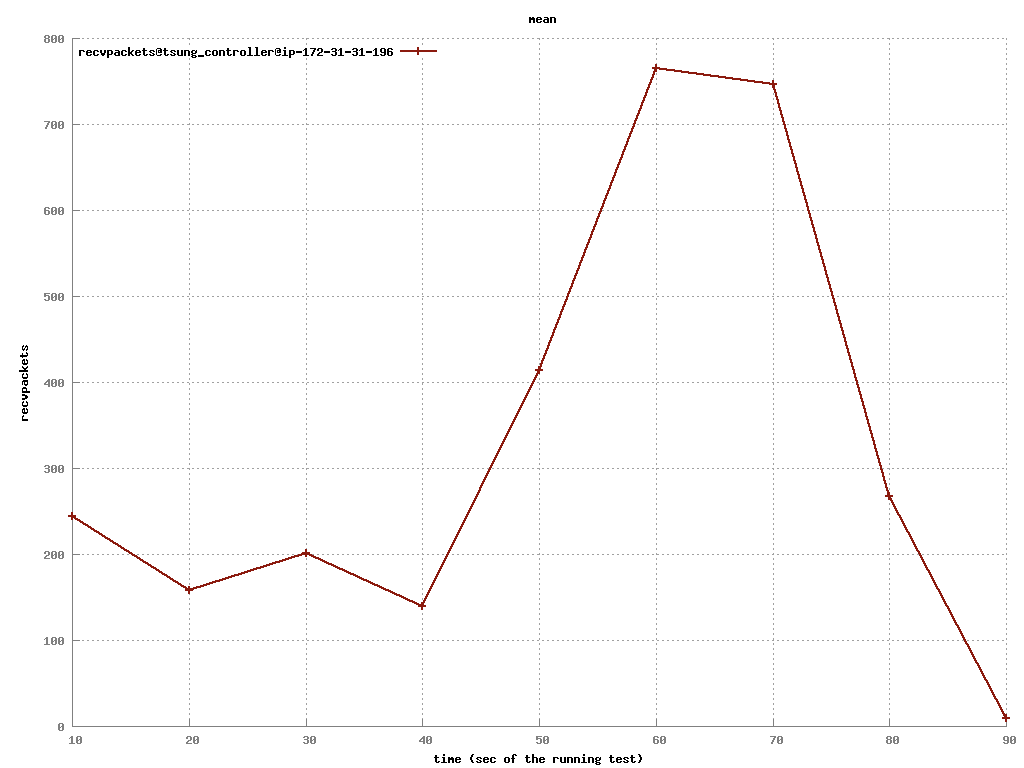 mean
800
recvpackets@tsung_controller@ip-172-31-31-196
700
600
500
recvpackets
400
300
200
100
0
10 20 30 40 50 60 70 80 90
time (sec of the running test)